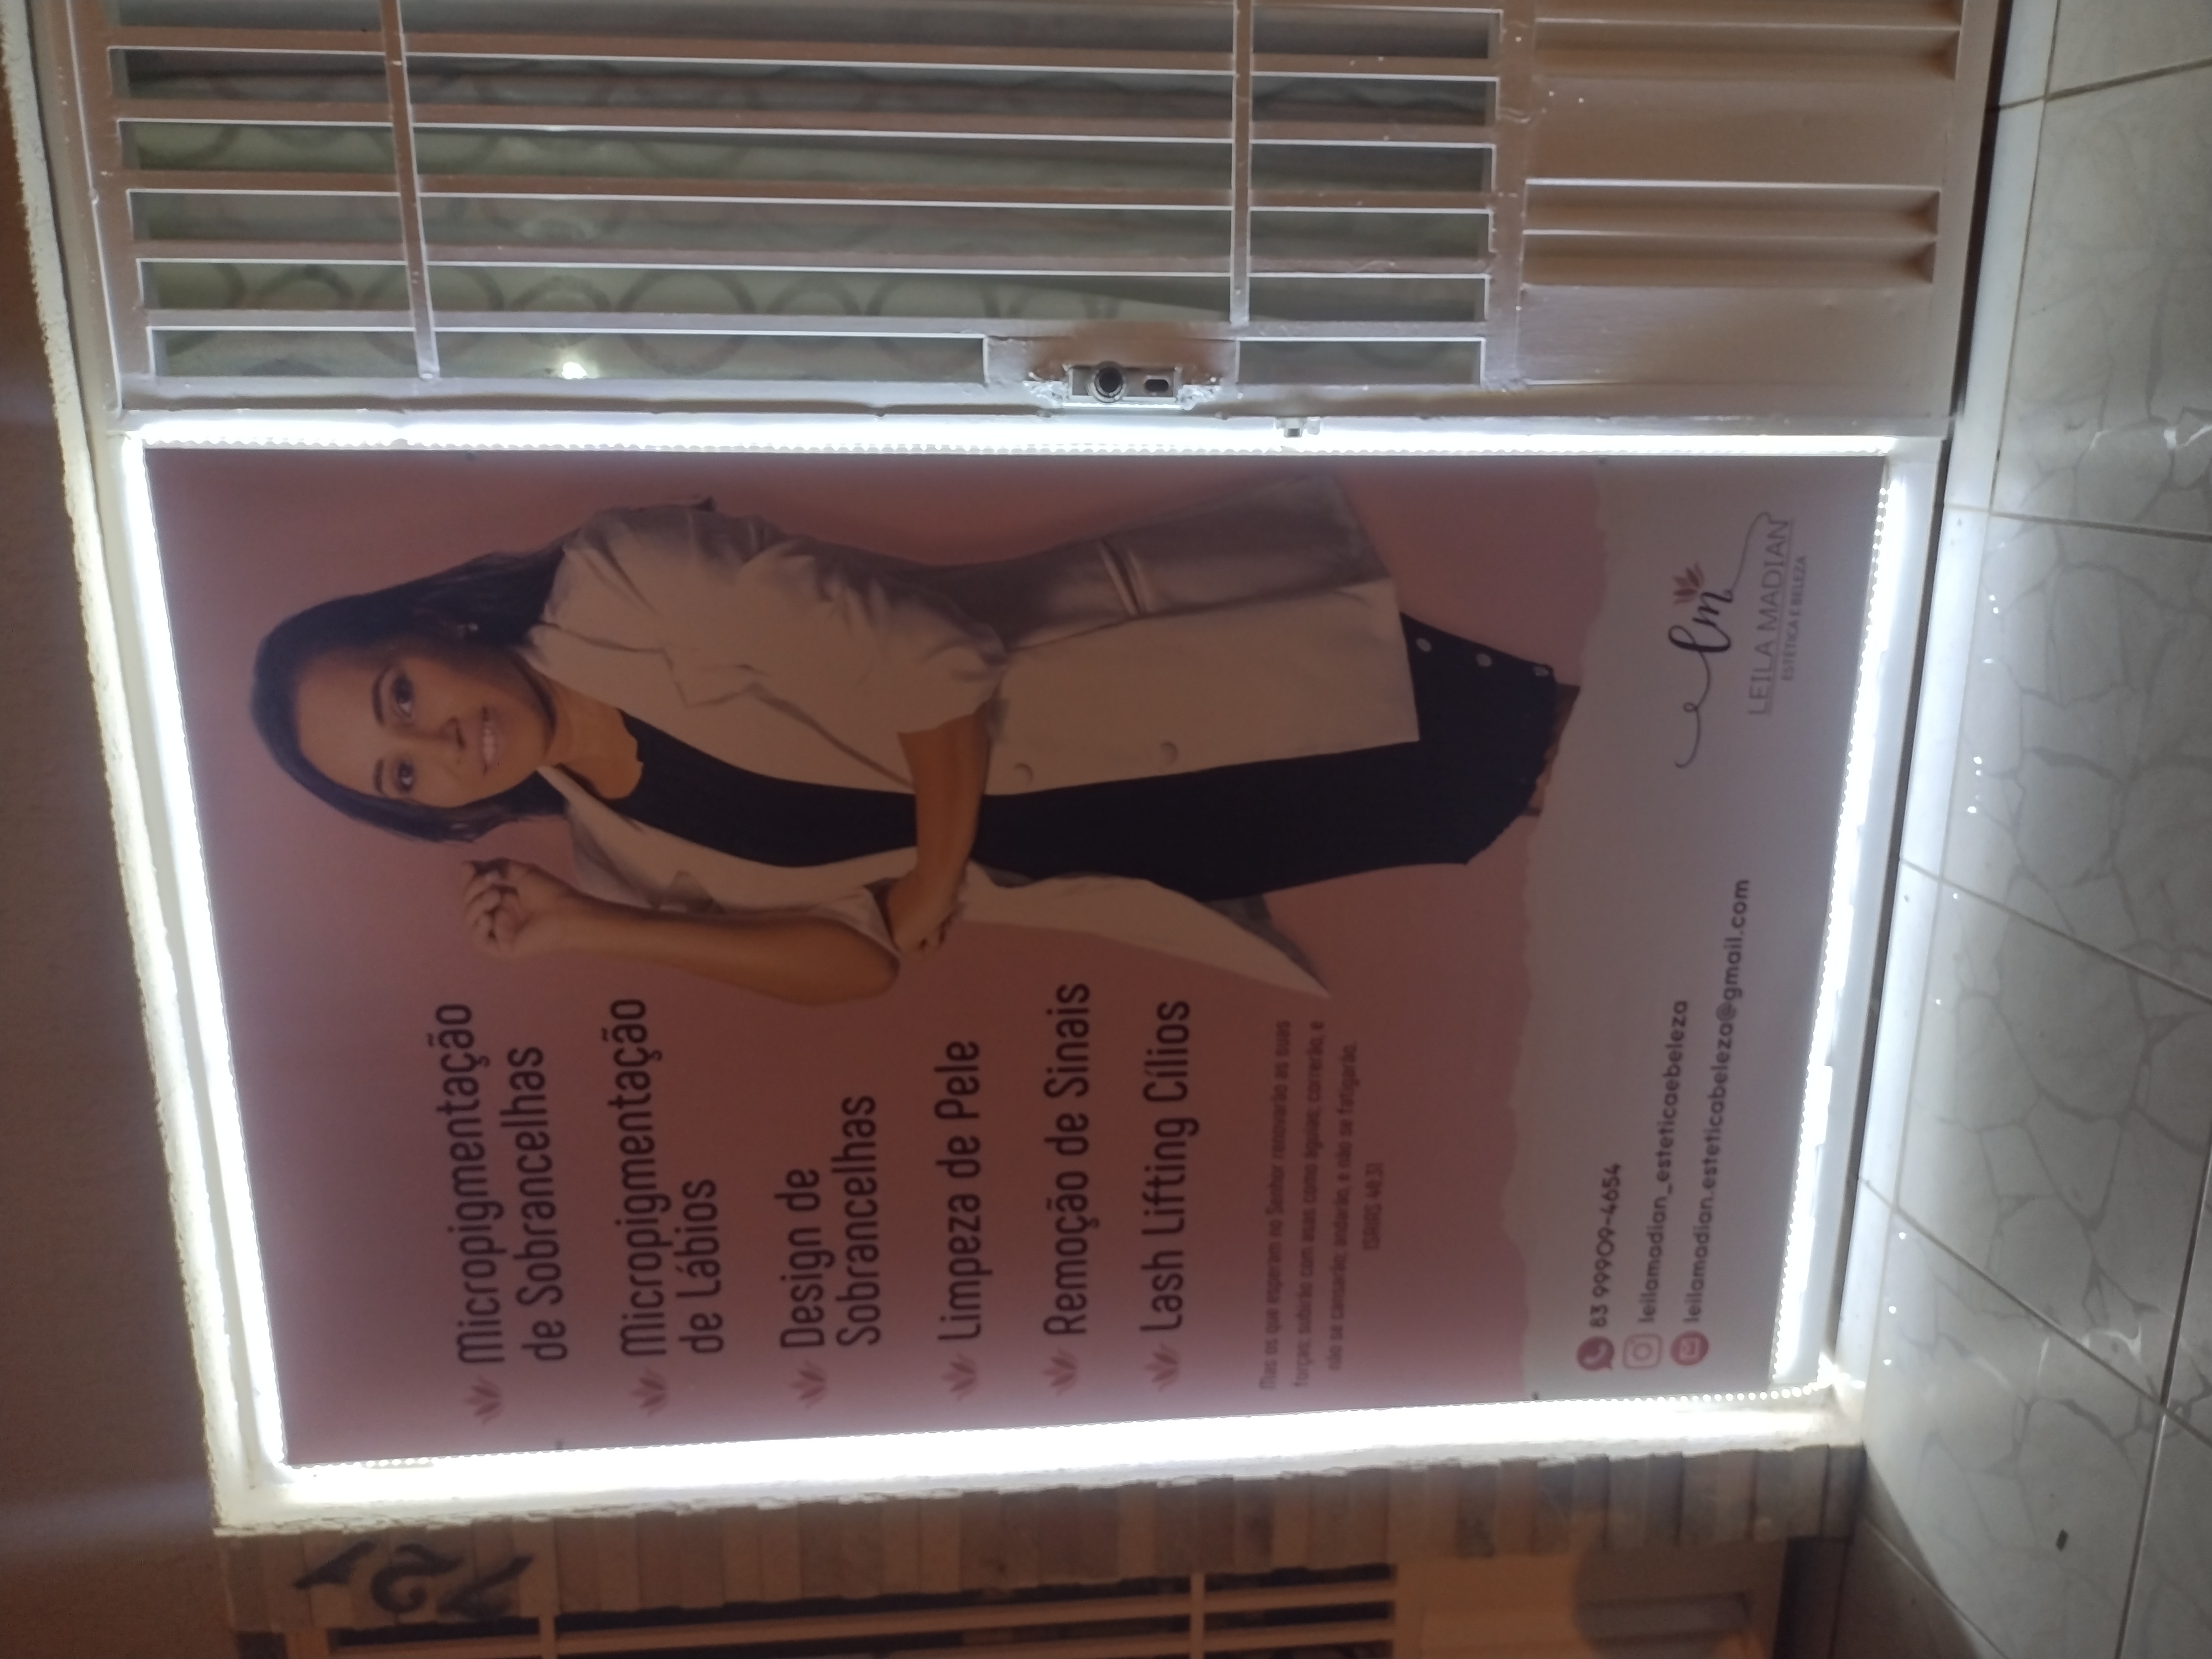 721
Micropigmentação
de Sobrancelhas
Micropigmentação
de Lábios
Design de
Sobrancelhas
Limpeza de Pele
Remoção de Sinais
Lash Lifting Cílios
Mas os que esperam no Senhor renovarão as suas
forças; subirão com asas como águias; correrão, e
não se cansarão; andarão, e não se fatigarão.
ISAIAS 40:31
83 99909-4654
leilamadian_esteticaebeleza
leilamadian.esteticabeleza@gmail.com
lm
LEILA MADIAN
ESTÉTICA E BELEZA